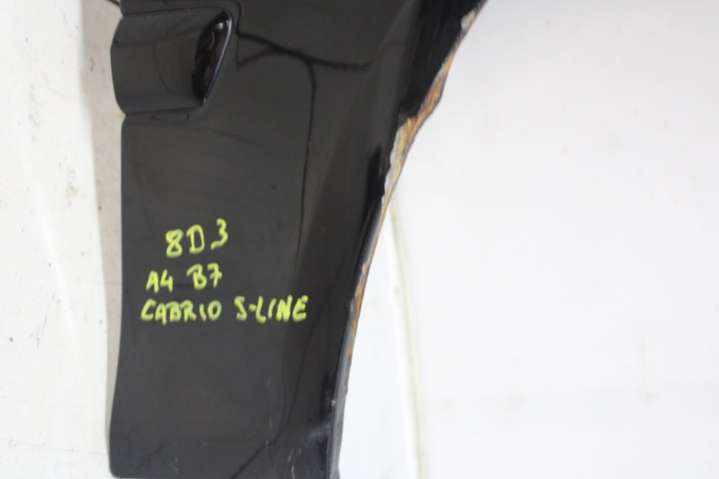 8D3
A4 B7
CABRIO S-LINE